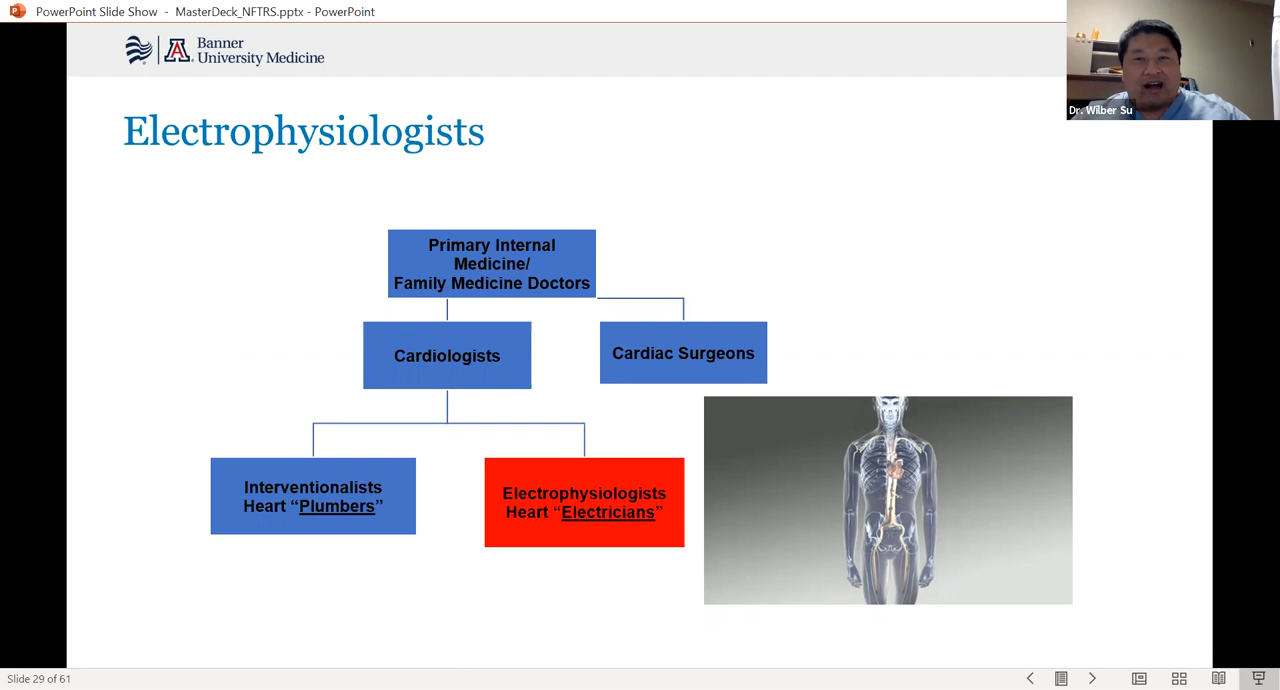 PowerPoint Slide Show - MasterDeck_NFTRS.pptx - PowerPoint
Banner
University Medicine
Dr. Wilber Su
Electrophysiologists
Primary Internal
Medicine/
Family Medicine Doctors
Cardiologists
Cardiac Surgeons
Interventionalists
Heart “Plumbers”
Electrophysiologists
Heart “Electricians”
Slide 29 of 61